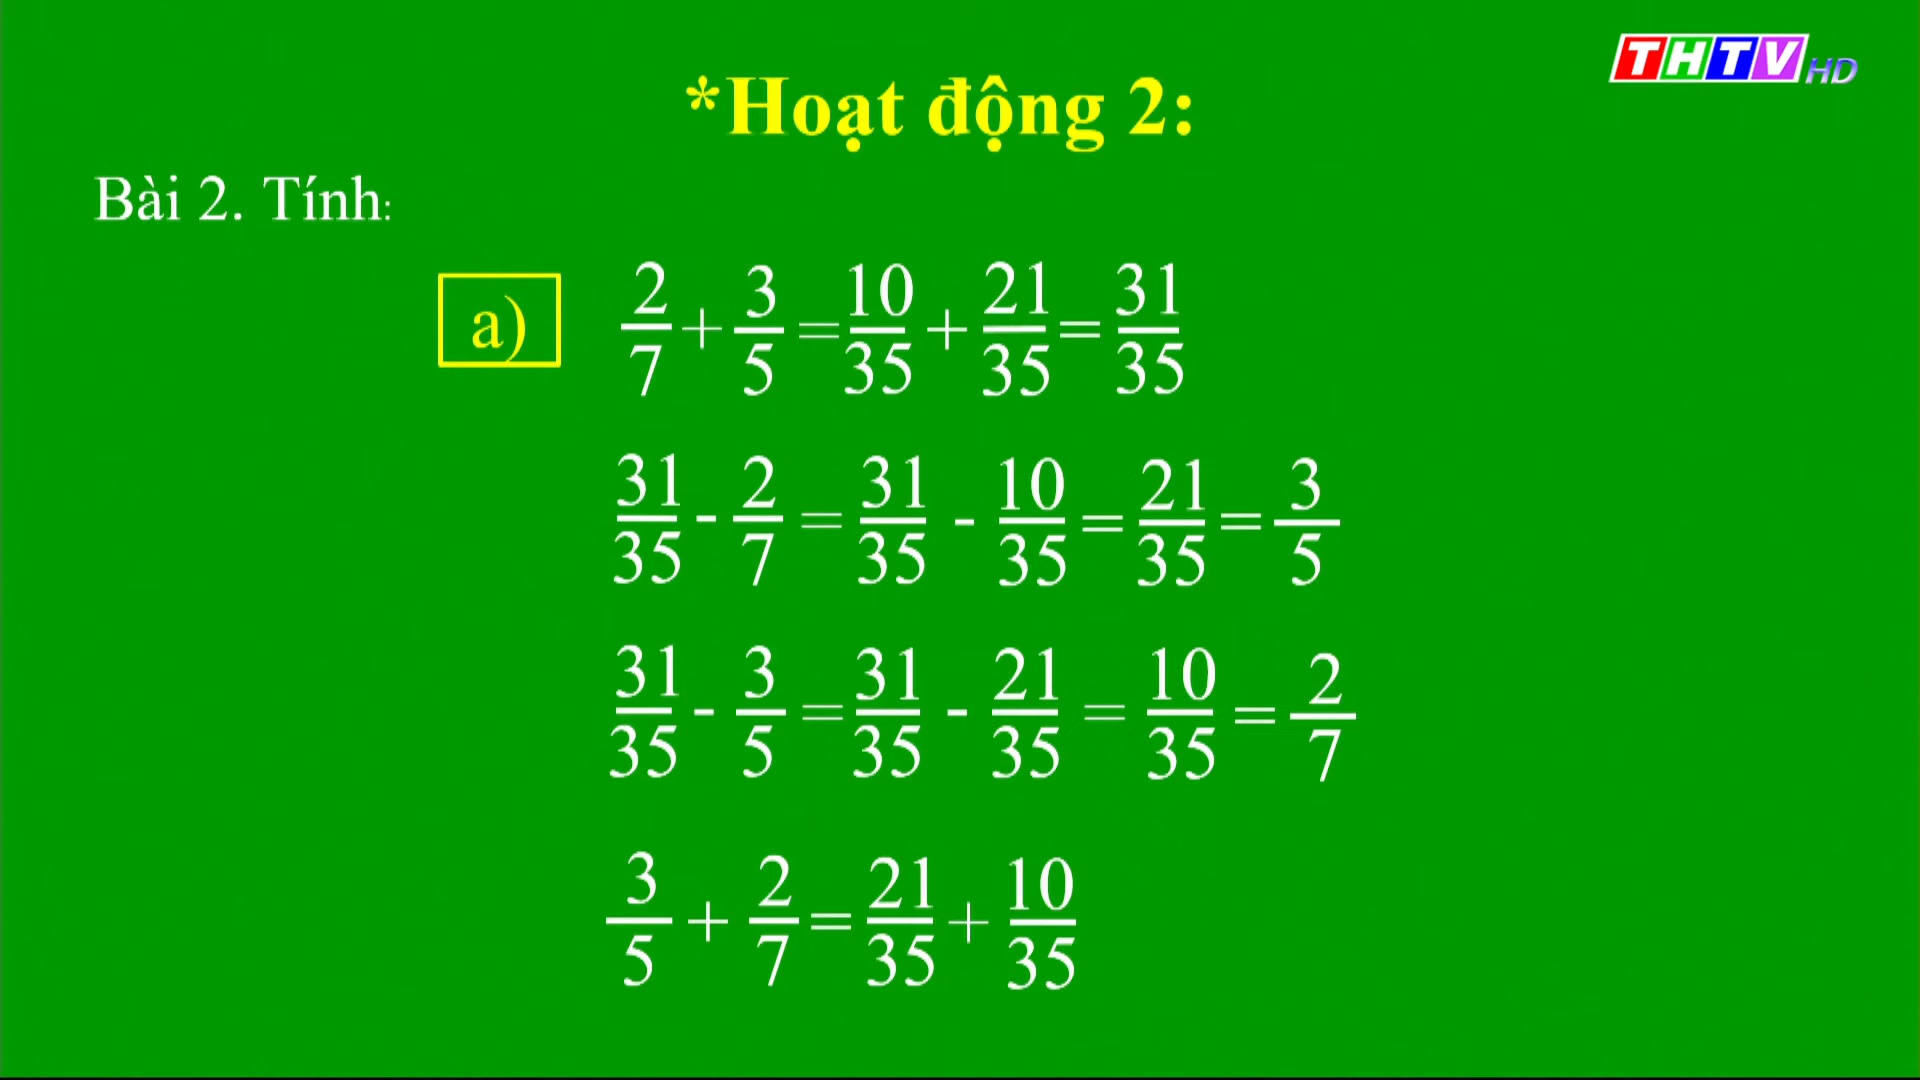 THTV HD
*Hoạt động 2:
Bài 2. Tính:
a) 2/7 + 3/5 = 10/35 + 21/35 = 31/35
31/35 - 2/7 = 31/35 - 10/35 = 21/35 = 3/5
31/35 - 3/5 = 31/35 - 21/35 = 10/35 = 2/7
3/5 + 2/7 = 21/35 + 10/35